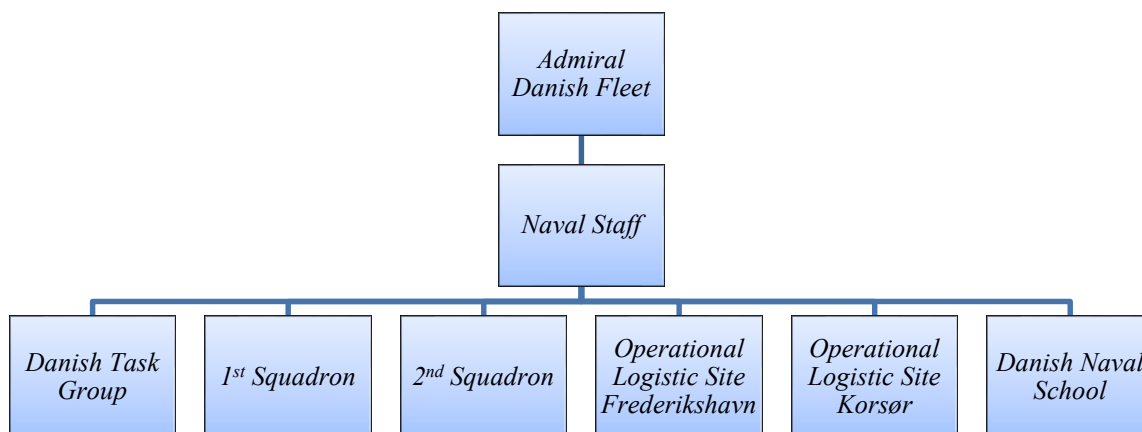 Admiral
Danish Fleet
Naval Staff
Danish Task
Group
1st Squadron
2nd Squadron
Operational
Logistic Site
Frederikshavn
Operational
Logistic Site
Korsør
Danish Naval
School